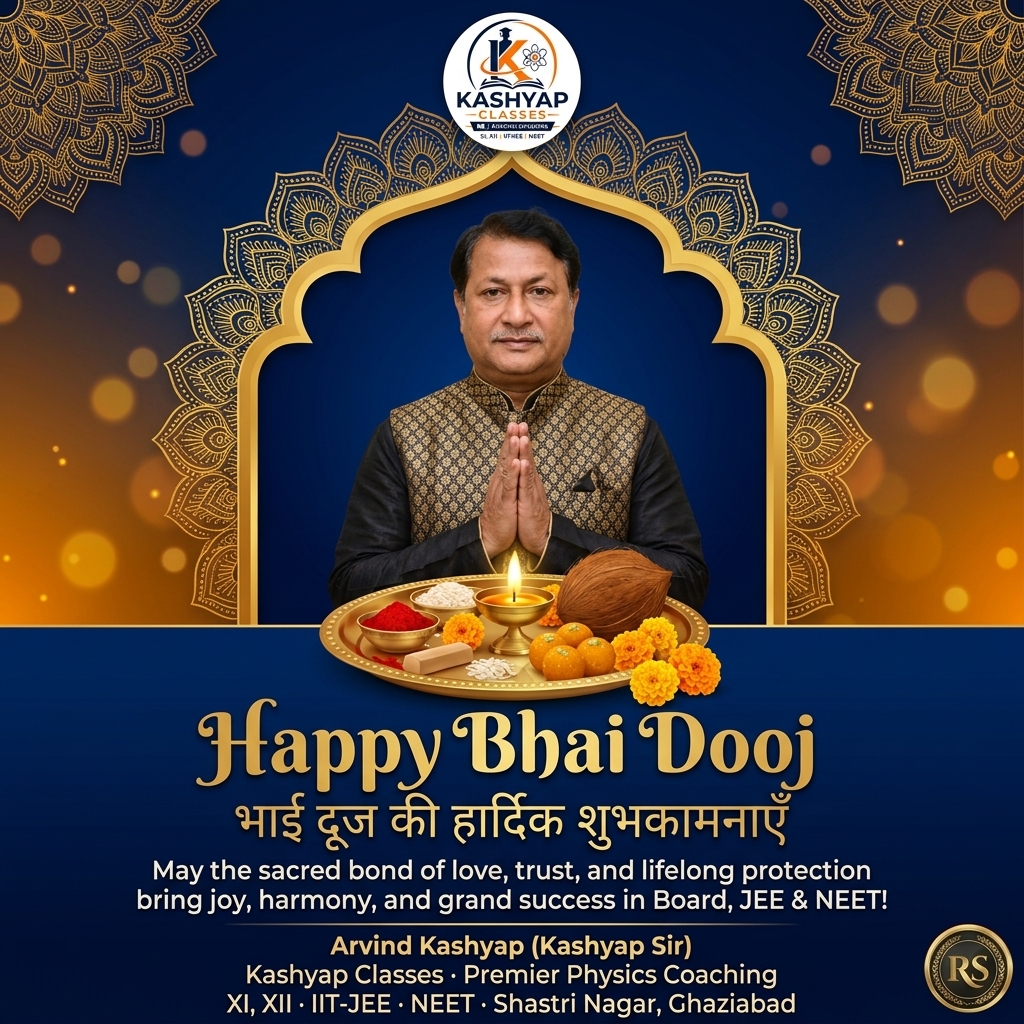 KASHYAP
CLASSES
SHYAP
Happy Bhai Dooj
भाई दूज की हार्दिक शुभकामनाएँ
May the sacred bond of love, trust, and lifelong protection
bring joy, harmony, and grand success in Board, JEE & NEET!
Arvind Kashyap (Kashyap Sir)
Kashyap Classes · Premier Physics Coaching
XI, XII · IIT-JEE · NEET · Shastri Nagar, Ghaziabad
RS